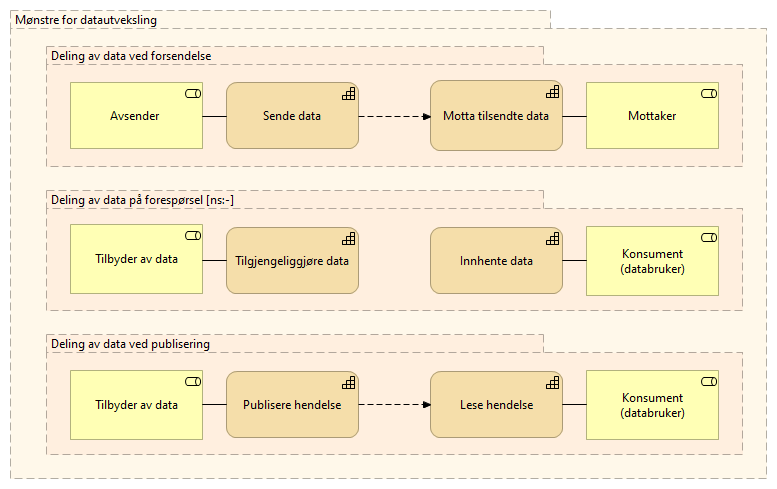 Mønstre for datautveksling
Deling av data ved forsendelse
Avsender
Sende data
Motta tilsendte data
Mottaker
Deling av data på forespørsel [ns:-]
Tilbyder av data
Tilgjengeliggjøre data
Innhente data
Konsument
(databruker)
Deling av data ved publisering
Tilbyder av data
Publisere hendelse
Lese hendelse
Konsument
(databruker)